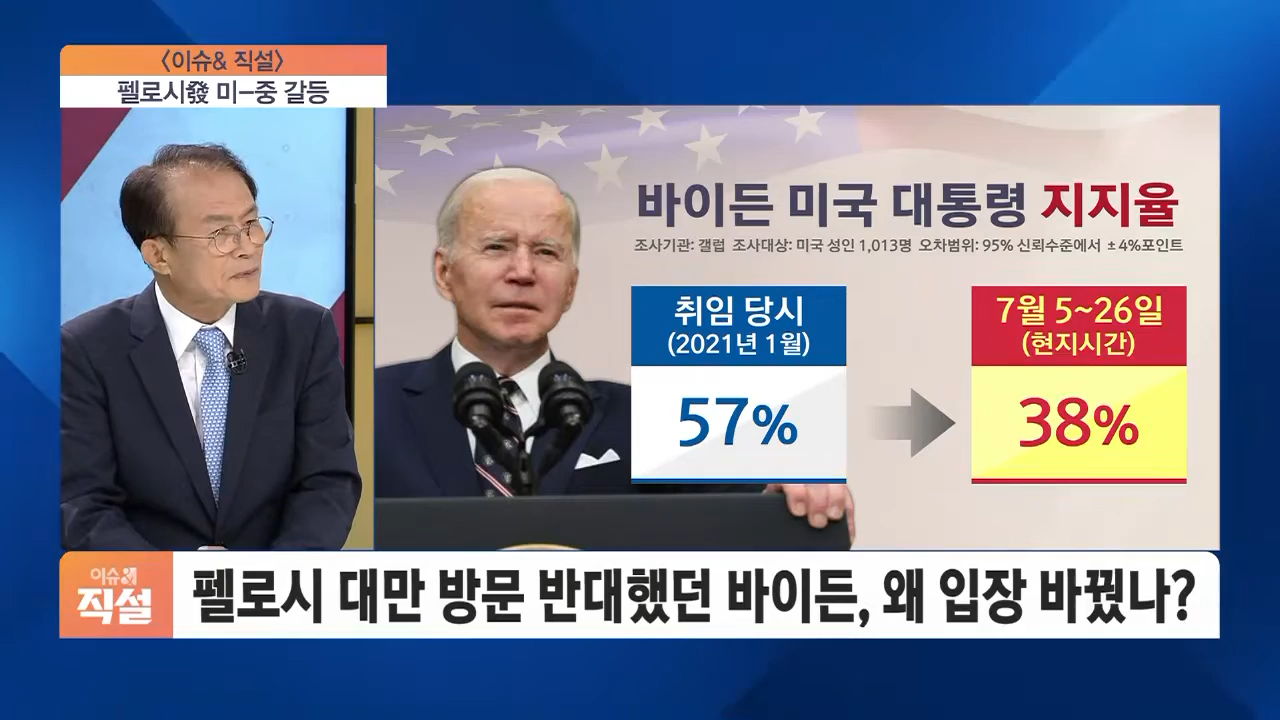 〈이슈& 직설〉
펠로시發 미-중 갈등
바이든 미국 대통령 지지율
조사기관: 갤럽 조사대상: 미국 성인 1,013명 오차범위: 95% 신뢰수준에서 ±4%포인트
취임 당시
(2021년 1월)
57%
7월 5~26일
(현지시간)
38%
이슈&
직설
펠로시 대만 방문 반대했던 바이든, 왜 입장 바꿨나?